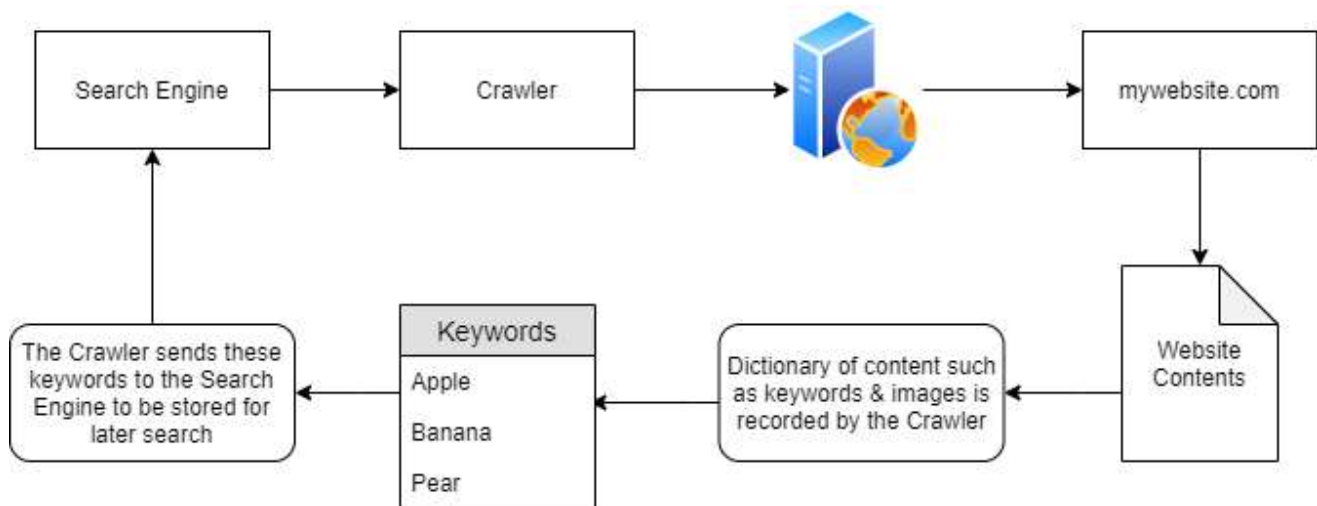 Search Engine
Crawler
mywebsite.com
Website
Contents
Dictionary of content such
as keywords & images is
recorded by the Crawler
Keywords
Apple
Banana
Pear
The Crawler sends these
keywords to the Search
Engine to be stored for
later search